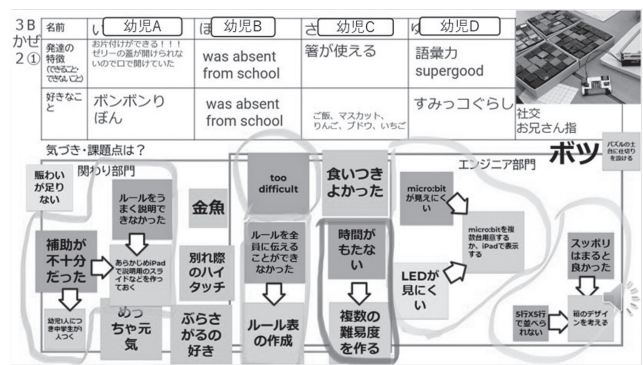 3B
かぜ
2①
名前
い
幼児A
ほ
幼児B
さ
幼児C
ゆ
幼児D
発達の
特徴
(できること・
できないこと)
お片付けができる！！！
ゼリーの蓋が開けられな
いので口で開けていた
was absent
from school
箸が使える
語彙力
supergood
好きなこ
と
ボンボンり
ぼん
was absent
from school
ご飯、マスカット、
りんご、ブドウ、いちご
すみっコぐらし
社交
お兄さん指
気づき・課題点は？
関わり部門
エンジニア部門
ボツ
パズルの土
台に仕切り
を設ける
賑わい
が足り
ない
ルールをう
まく説明で
きなかった
金魚
too
difficult
食いつき
よかった
micro:bit
が見えにく
い
補助が
不十分
だった
あらかじめiPad
で説明用のスラ
イドなどを作っ
ておく
別れ際
のハイ
タッチ
ルールを全
員に伝える
ことができ
なかった
時間が
もたな
い
micro:bitを複
数台用意する
か、iPadで表示
する
LEDが
見にく
い
スッポリ
はまると
良かった
幼児1人につ
き中学生が1
人つく
めっ
ちゃ元
気
ぶらさ
がるの
好き
ルール表
の作成
複数の
難易度
を作る
5行X5行
で並べら
れない
箱のデザイ
ンを考える